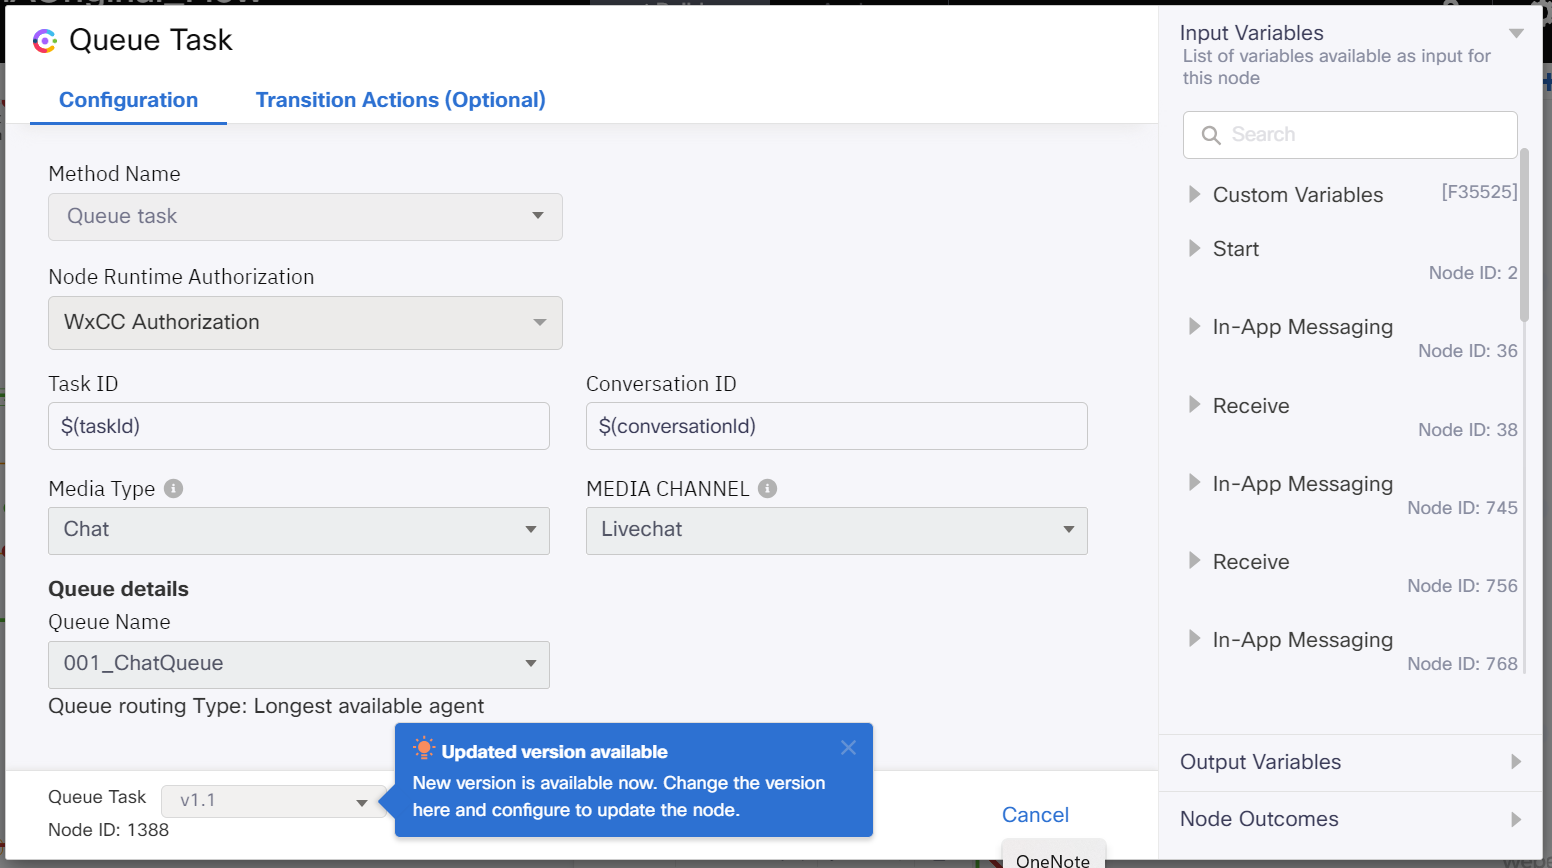 Queue Task
Configuration
Transition Actions (Optional)
Method Name
Queue task
Node Runtime Authorization
WxCC Authorization
Task ID
Conversation ID
$(taskId)
$(conversationId)
Media Type
MEDIA CHANNEL
Chat
Livechat
Queue details
Queue Name
001_ChatQueue
Queue routing Type: Longest available agent
Updated version available
New version is available now. Change the version
here and configure to update the node.
Queue Task
v1.1
Node ID: 1388
Cancel
OneNote
Input Variables
List of variables available as input for
this node
Search
Custom Variables
[F35525]
Start
Node ID: 2
In-App Messaging
Node ID: 36
Receive
Node ID: 38
In-App Messaging
Node ID: 745
Receive
Node ID: 756
In-App Messaging
Node ID: 768
Output Variables
Node Outcomes